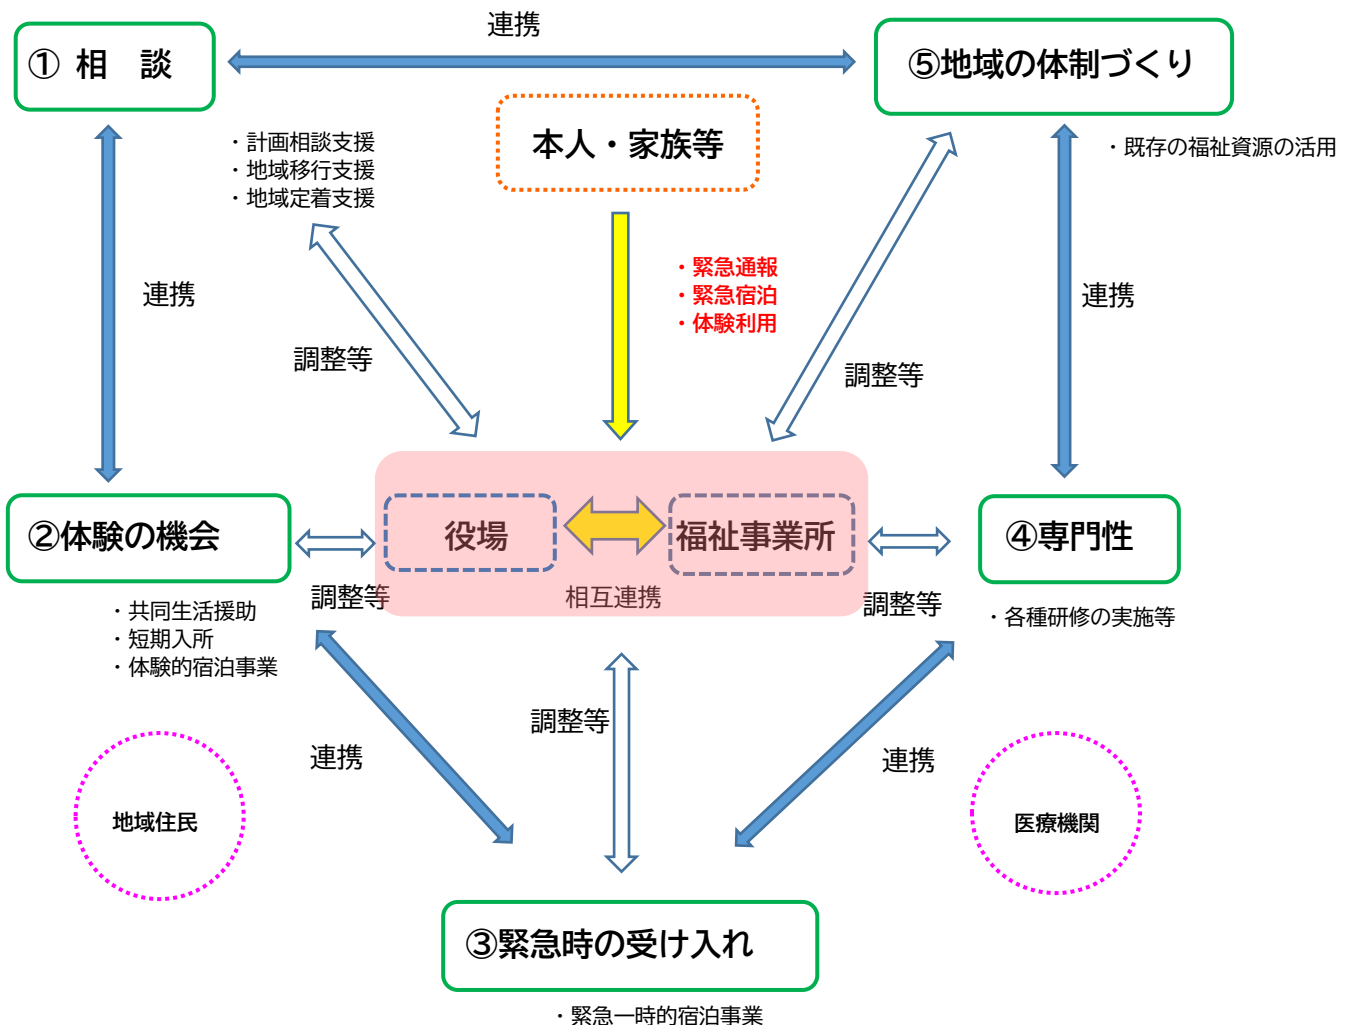 連携
① 相　談
⑤地域の体制づくり
本人・家族等
・計画相談支援
・地域移行支援
・地域定着支援
・既存の福祉資源の活用
・緊急通報
・緊急宿泊
・体験利用
連携
連携
調整等
調整等
②体験の機会
役場
福祉事業所
④専門性
相互連携
調整等
調整等
・共同生活援助
・短期入所
・体験的宿泊事業
・各種研修の実施等
調整等
連携
連携
地域住民
医療機関
③緊急時の受け入れ
・緊急一時的宿泊事業